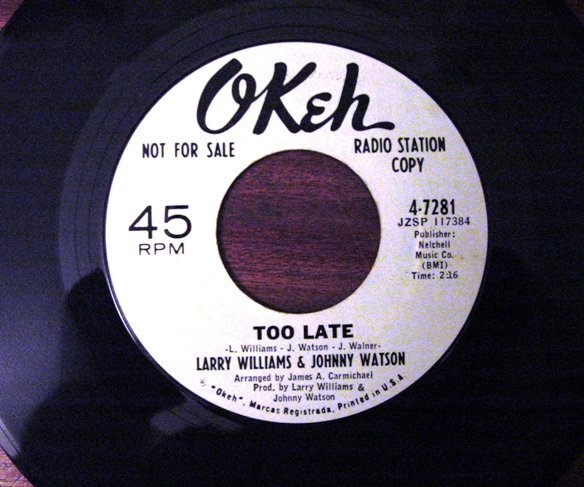 OKeh
NOT FOR SALE
RADIO STATION
COPY
45
RPM
4-7281
JZSP 117384
Publisher:
Nelchell
Music Co.
(BMI)
Time: 2:16
TOO LATE
-L. Williams - J. Watson - J. Walner-
LARRY WILLIAMS & JOHNNY WATSON
Arranged by James A. Carmichael
Prod. by Larry Williams &
Johnny Watson
® "Okeh", Marcas Registrada. Printed in U.S.A.